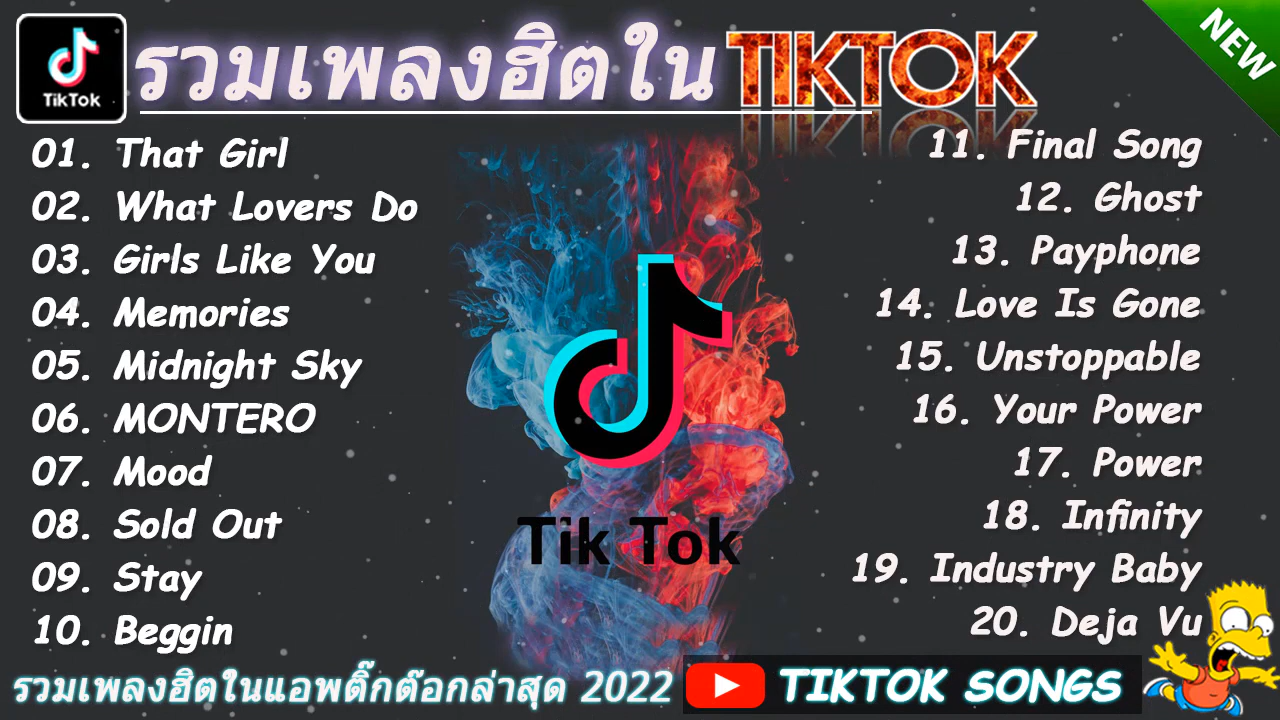 TikTok
รวมเพลงฮิตใน TIKTOK
NEW
01. That Girl
02. What Lovers Do
03. Girls Like You
04. Memories
05. Midnight Sky
06. MONTERO
07. Mood
08. Sold Out
09. Stay
10. Beggin
11. Final Song
12. Ghost
13. Payphone
14. Love Is Gone
15. Unstoppable
16. Your Power
17. Power
18. Infinity
19. Industry Baby
20. Deja Vu
Tik Tok
รวมเพลงฮิตในแอพติ๊กต๊อกล่าสุด 2022
TIKTOK SONGS